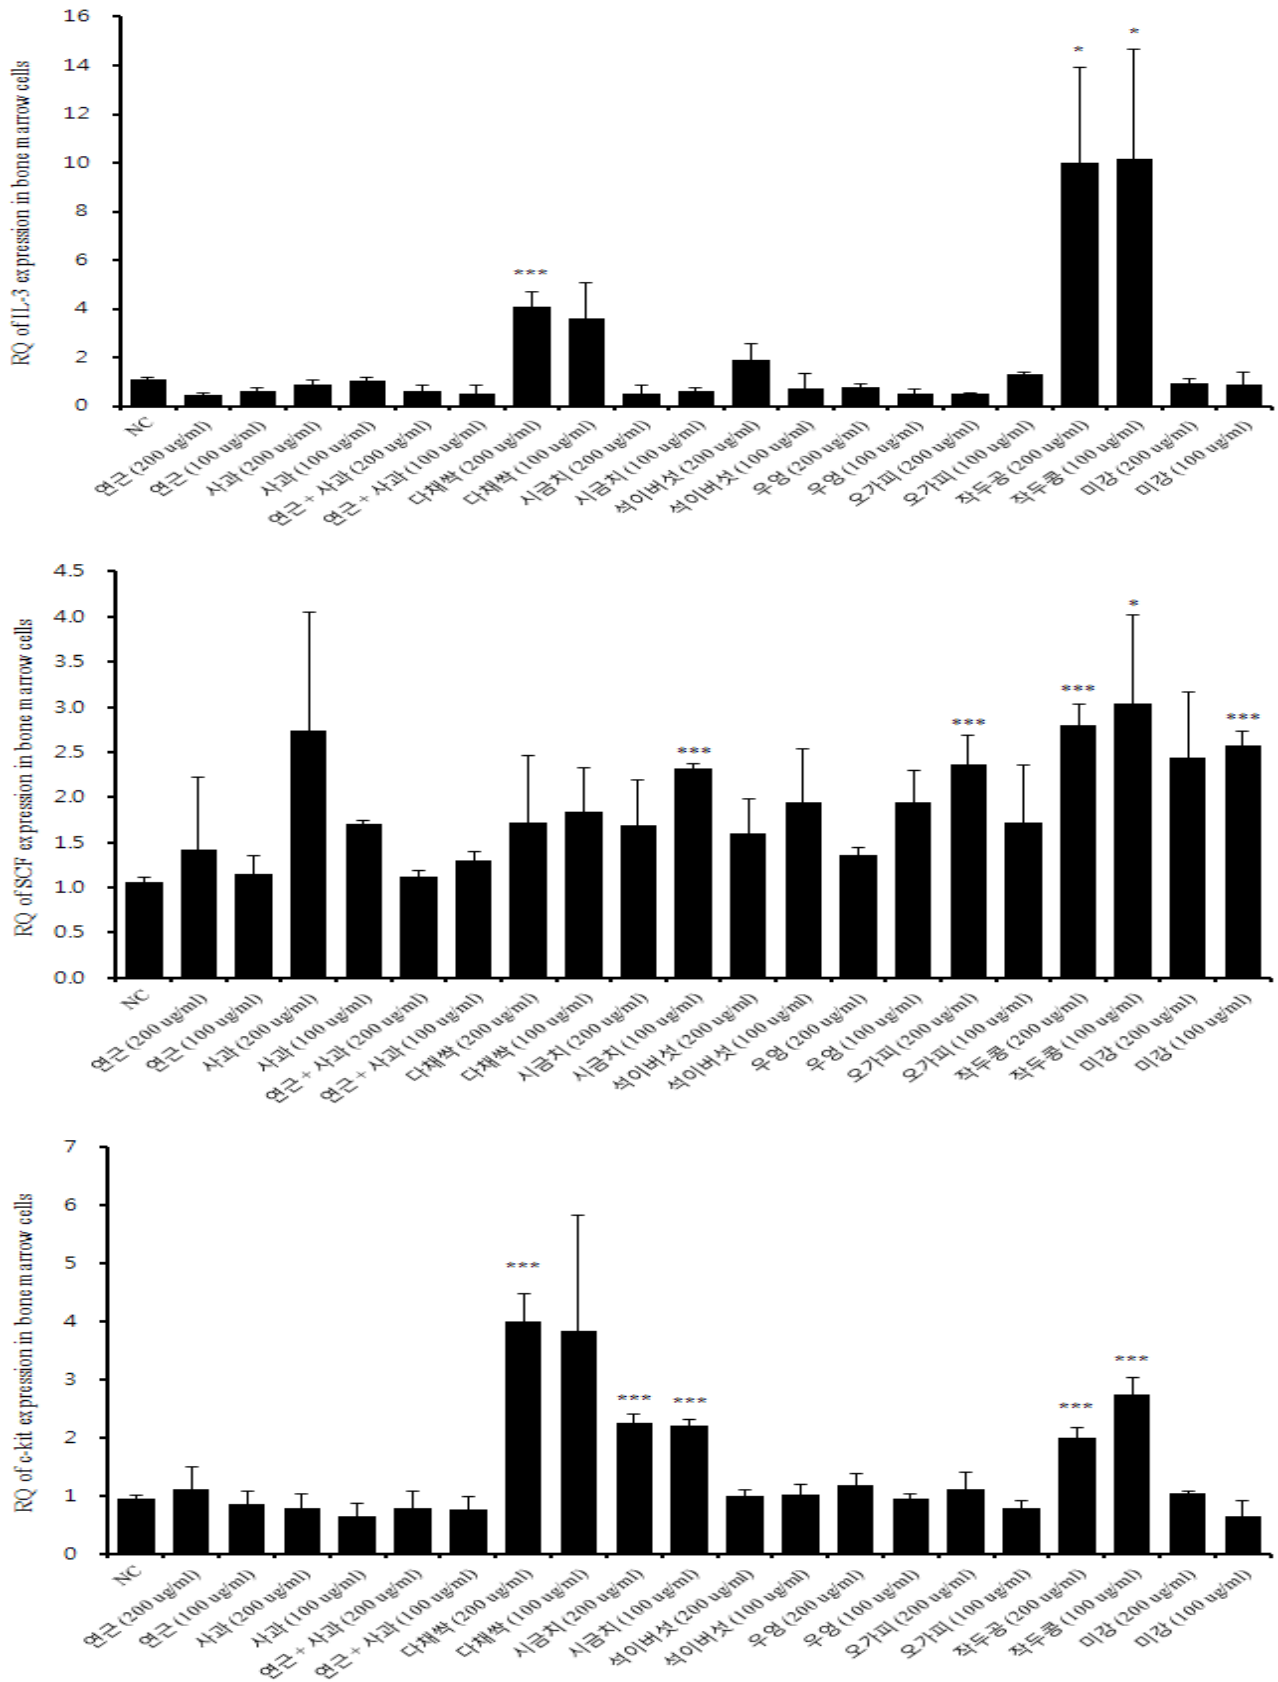 RQ of IL-3 expression in bone marrow cells
16
14
12
10
8
6
4
2
0
***
*
*
NC
연근 (200 ug/ml)
연근 (100 ug/ml)
사과 (200 ug/ml)
사과 (100 ug/ml)
연근 + 사과 (200 ug/ml)
연근 + 사과 (100 ug/ml)
다채싹 (200 ug/ml)
다채싹 (100 ug/ml)
시금치 (200 ug/ml)
시금치 (100 ug/ml)
석이버섯 (200 ug/ml)
석이버섯 (100 ug/ml)
우엉 (200 ug/ml)
우엉 (100 ug/ml)
오가피 (200 ug/ml)
오가피 (100 ug/ml)
작두콩 (200 ug/ml)
작두콩 (100 ug/ml)
미강 (200 ug/ml)
미강 (100 ug/ml)
RQ of SCF expression in bone marrow cells
4.5
4.0
3.5
3.0
2.5
2.0
1.5
1.0
0.5
0.0
***
***
***
*
***
NC
연근 (200 ug/ml)
연근 (100 ug/ml)
사과 (200 ug/ml)
사과 (100 ug/ml)
연근 + 사과 (200 ug/ml)
연근 + 사과 (100 ug/ml)
다채싹 (200 ug/ml)
다채싹 (100 ug/ml)
시금치 (200 ug/ml)
시금치 (100 ug/ml)
석이버섯 (200 ug/ml)
석이버섯 (100 ug/ml)
우엉 (200 ug/ml)
우엉 (100 ug/ml)
오가피 (200 ug/ml)
오가피 (100 ug/ml)
작두콩 (200 ug/ml)
작두콩 (100 ug/ml)
미강 (200 ug/ml)
미강 (100 ug/ml)
RQ of c-kit expression in bone marrow cells
7
6
5
4
3
2
1
0
***
***
***
***
***
NC
연근 (200 ug/ml)
연근 (100 ug/ml)
사과 (200 ug/ml)
사과 (100 ug/ml)
연근 + 사과 (200 ug/ml)
연근 + 사과 (100 ug/ml)
다채싹 (200 ug/ml)
다채싹 (100 ug/ml)
시금치 (200 ug/ml)
시금치 (100 ug/ml)
석이버섯 (200 ug/ml)
석이버섯 (100 ug/ml)
우엉 (200 ug/ml)
우엉 (100 ug/ml)
오가피 (200 ug/ml)
오가피 (100 ug/ml)
작두콩 (200 ug/ml)
작두콩 (100 ug/ml)
미강 (200 ug/ml)
미강 (100 ug/ml)